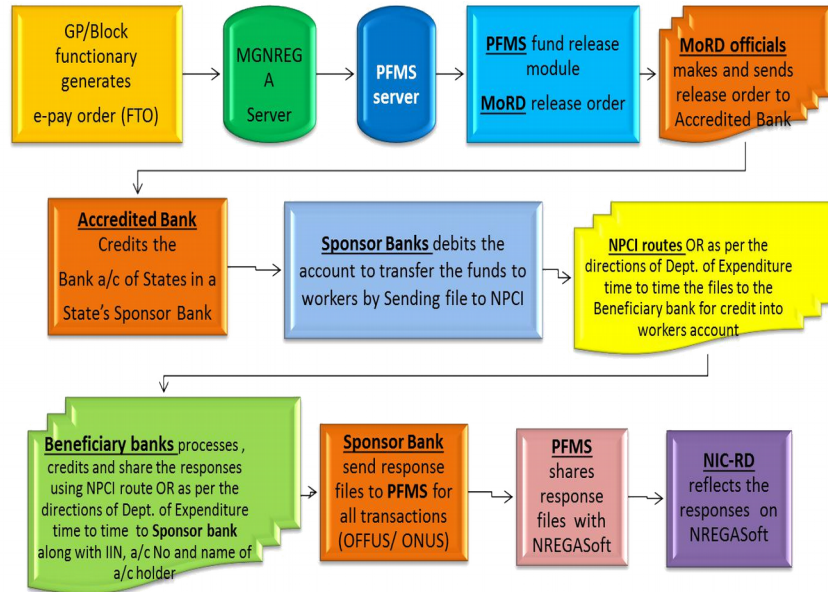 GP/Block
functionary
generates
e-pay order (FTO)
MGNREG
A
Server
PFMS
server
PFMS fund release
module
MoRD release order
MoRD officials
makes and sends
release order to
Accredited Bank
Accredited Bank
Credits the
Bank a/c of States in a
State's Sponsor Bank
Sponsor Banks debits the
account to transfer the funds to
workers by Sending file to NPCI
NPCI routes OR as per the
directions of Dept. of Expenditure
time to time the files to the
Beneficiary bank for credit into
workers account
Beneficiary banks processes ,
credits and share the responses
using NPCI route OR as per the
directions of Dept. of Expenditure
time to time to Sponsor bank
along with IIN, a/c No and name of
a/c holder
Sponsor Bank
send response
files to PFMS for
all transactions
(OFFUS/ ONUS)
PFMS
shares
response
files with
NREGASoft
NIC-RD
reflects the
responses on
NREGASoft